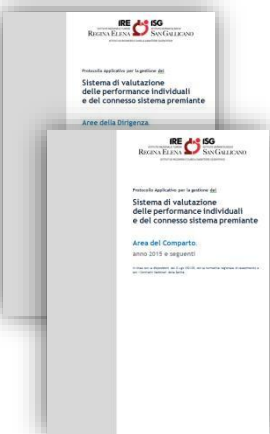 IRE ISG
REGINA ELENA SAN GALLICANO
Protocollo Applicativo per la gestione del
Sistema di valutazione
delle performance individuali
e del connesso sistema premiante
Aree della Dirigenza.
IRE ISG
REGINA ELENA SAN GALLICANO
Protocollo Applicativo per la gestione del
Sistema di valutazione
delle performance individuali
e del connesso sistema premiante
Area del Comparto.
anno 2015 e seguenti